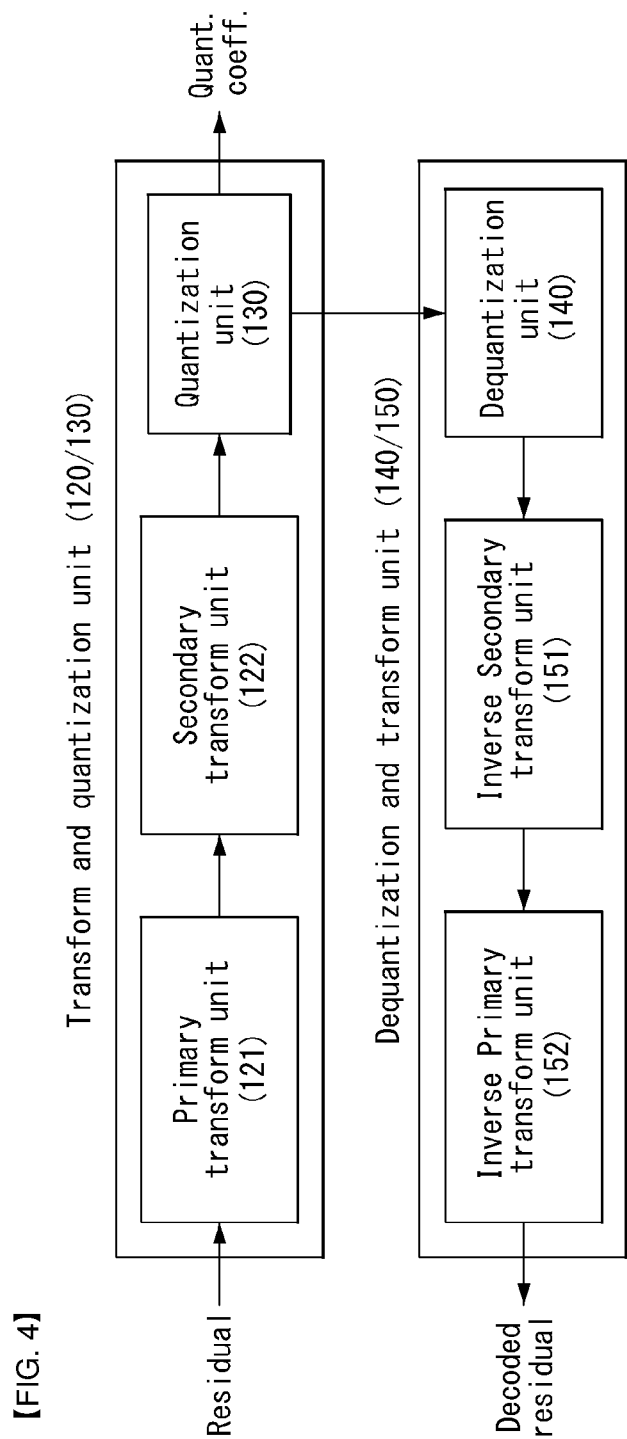 【FIG. 4】
Transform and quantization unit (120/130)
Residual
Primary
transform unit
(121)
Secondary
transform unit
(122)
Quantization
unit
(130)
Quant.
coeff.
Dequantization and transform unit (140/150)
Decoded
residual
Inverse Primary
transform unit
(152)
Inverse Secondary
transform unit
(151)
Dequantization
unit
(140)